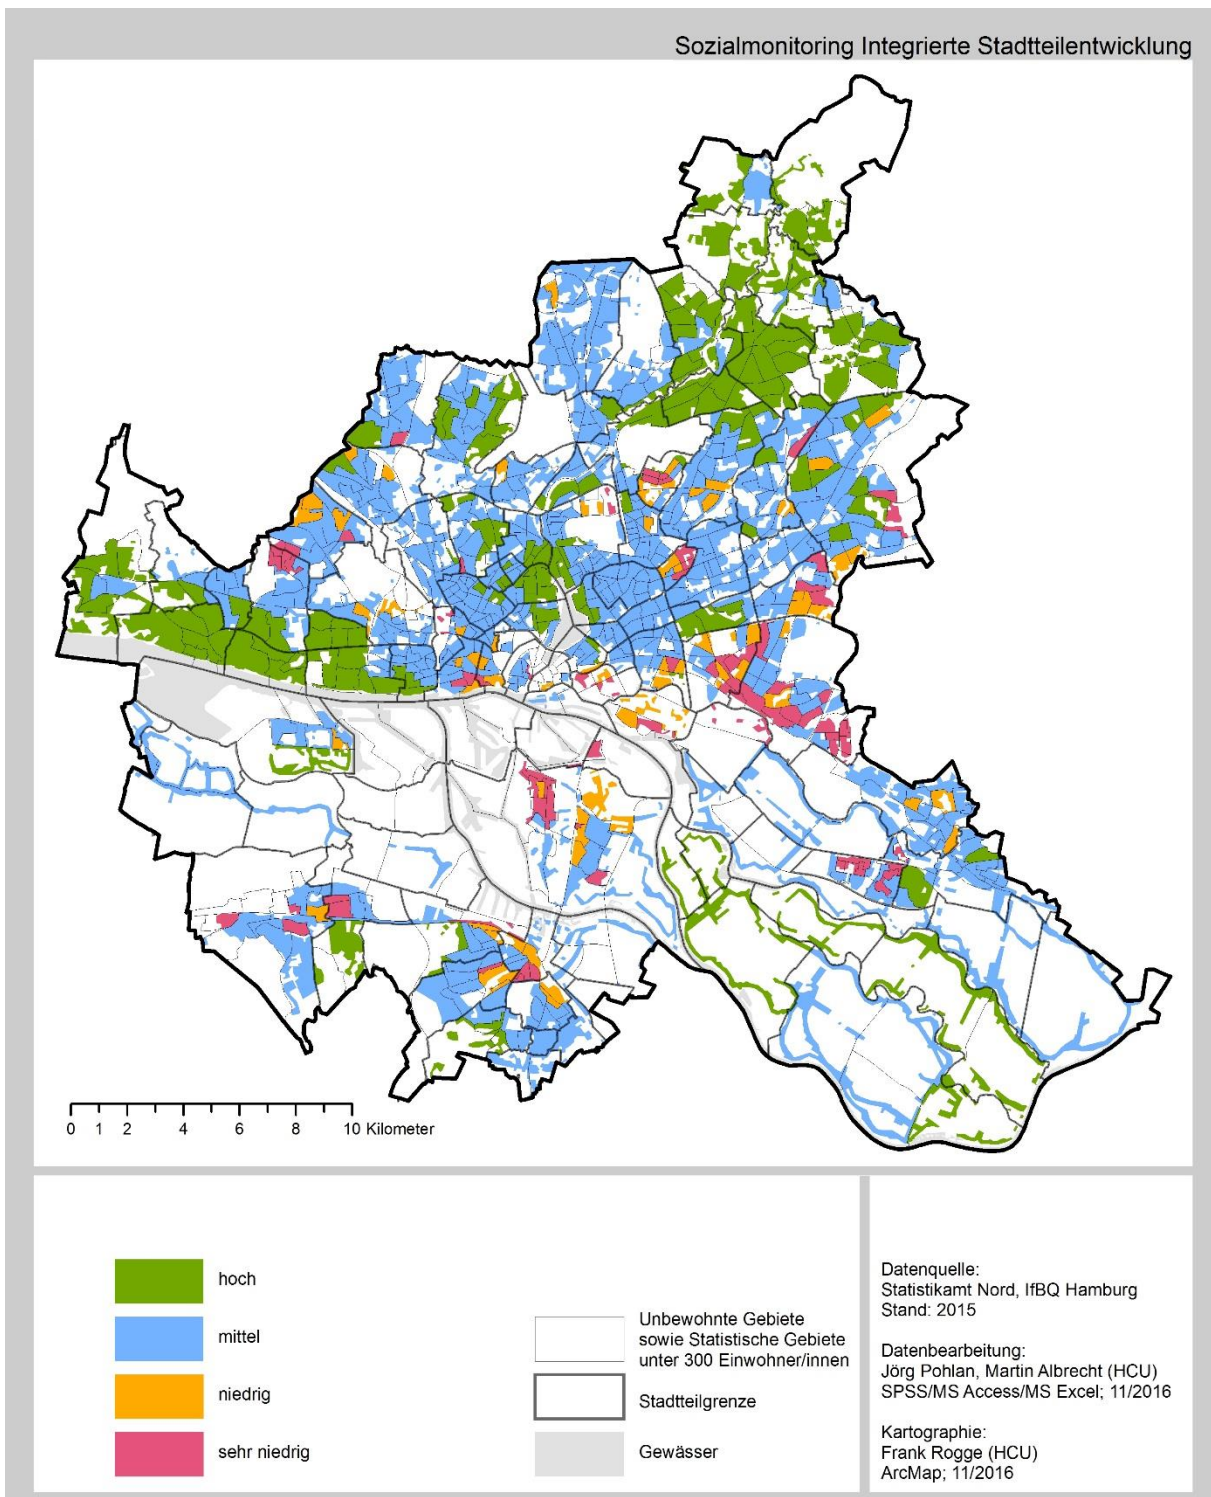 Sozialmonitoring Integrierte Stadtteilentwicklung
0 1 2 4 6 8 10 Kilometer
hoch
mittel
niedrig
sehr niedrig
Unbewohnte Gebiete
sowie Statistische Gebiete
unter 300 Einwohner/innen
Stadtteilgrenze
Gewässer
Datenquelle:
Statistikamt Nord, IfBQ Hamburg
Stand: 2015
Datenbearbeitung:
Jörg Pohlan, Martin Albrecht (HCU)
SPSS/MS Access/MS Excel; 11/2016
Kartographie:
Frank Rogge (HCU)
ArcMap; 11/2016